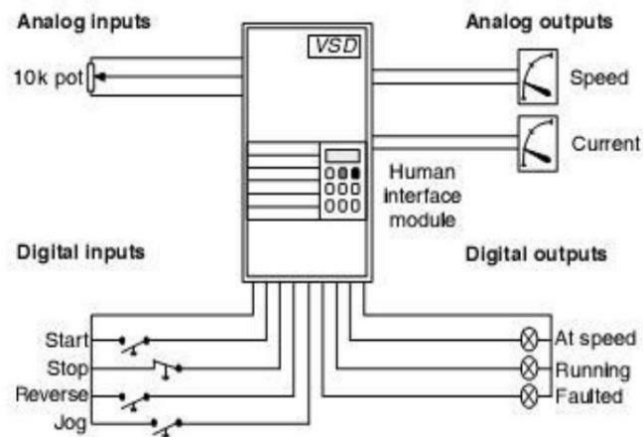 Analog inputs
10k pot
VSD
Analog outputs
Speed
Current
Human
interface
module
Digital inputs
Start
Stop
Reverse
Jog
Digital outputs
At speed
Running
Faulted